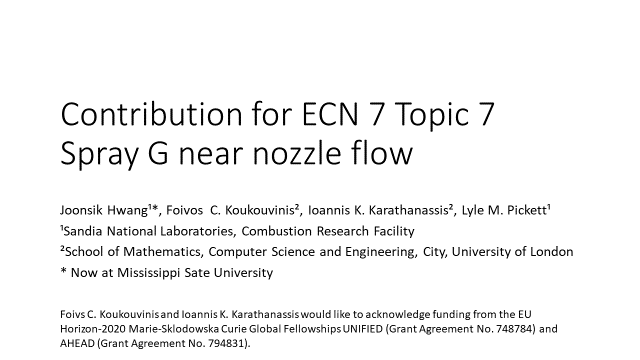 Contribution for ECN 7 Topic 7
Spray G near nozzle flow
Joonsik Hwang¹*, Foivos C. Koukouvinis², Ioannis K. Karathanassis², Lyle M. Pickett¹
¹Sandia National Laboratories, Combustion Research Facility
²School of Mathematics, Computer Science and Engineering, City, University of London
* Now at Mississippi Sate University
Foivs C. Koukouvinis and Ioannis K. Karathanassis would like to acknowledge funding from the EU
Horizon-2020 Marie-Sklodowska Curie Global Fellowships UNIFIED (Grant Agreement No. 748784) and
AHEAD (Grant Agreement No. 794831).